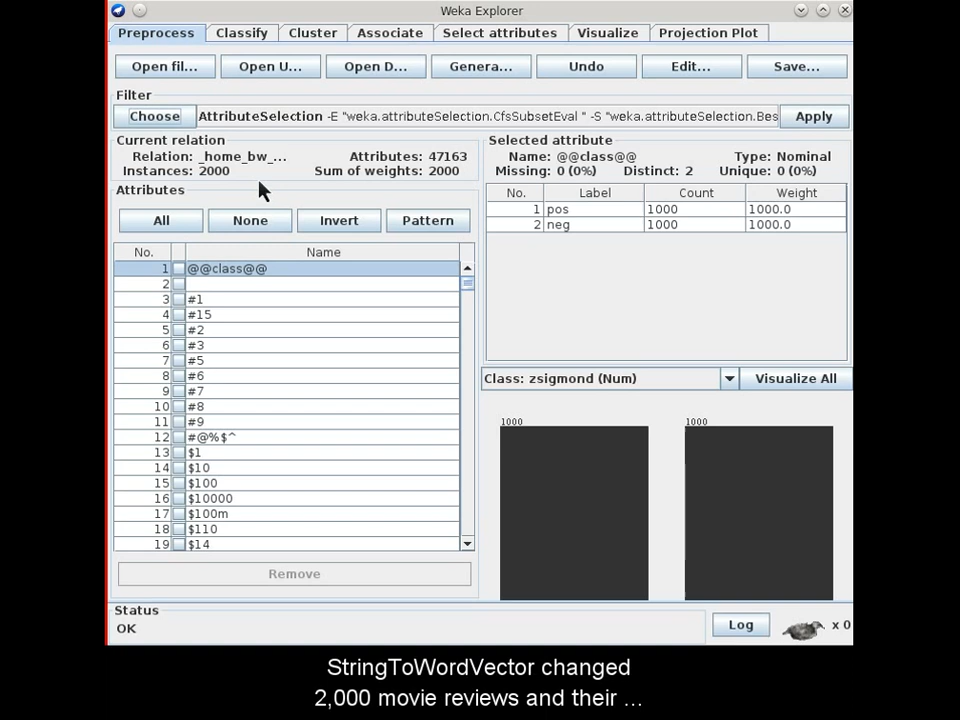 Weka Explorer
Preprocess Classify Cluster Associate Select attributes Visualize Projection Plot
Open fil... Open U... Open D... Genera... Undo Edit... Save...
Filter
Choose AttributeSelection -E "weka.attributeSelection.CfsSubsetEval " -S "weka.attributeSelection.Bes Apply
Current relation
Relation: _home_bw_... Attributes: 47163
Instances: 2000 Sum of weights: 2000
Attributes
All None Invert Pattern
No. Name
1 @@class@@
2
3 #1
4 #15
5 #2
6 #3
7 #5
8 #6
9 #7
10 #8
11 #9
12 #@%$^
13 $1
14 $10
15 $100
16 $10000
17 $100m
18 $110
19 $14
Remove
Selected attribute
Name: @@class@@ Type: Nominal
Missing: 0 (0%) Distinct: 2 Unique: 0 (0%)
No. Label Count Weight
1 pos 1000 1000.0
2 neg 1000 1000.0
Class: zsigmond (Num) Visualize All
1000 1000
Status
OK
Log x 0
StringToWordVector changed
2,000 movie reviews and their ...